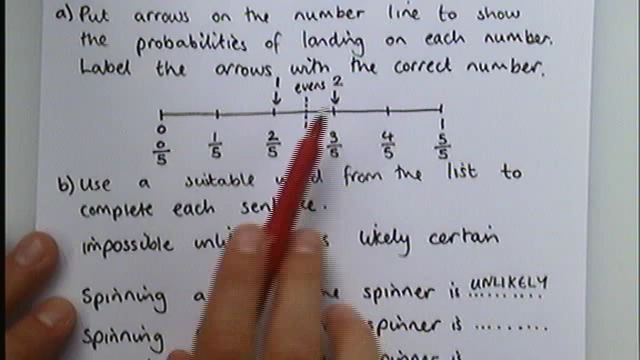 a) Put arrows on the number line to show
the probabilities of landing on each number.
Label the arrows with the correct number.
1 evens 2
0 1
0/5 1/5 2/5 3/5 4/5 5/5
b) Use a suitable from the list to
complete each sentence.
impossible likely certain
Spinning a spinner is UNLIKELY
Spinning spinner is .........
spinner is